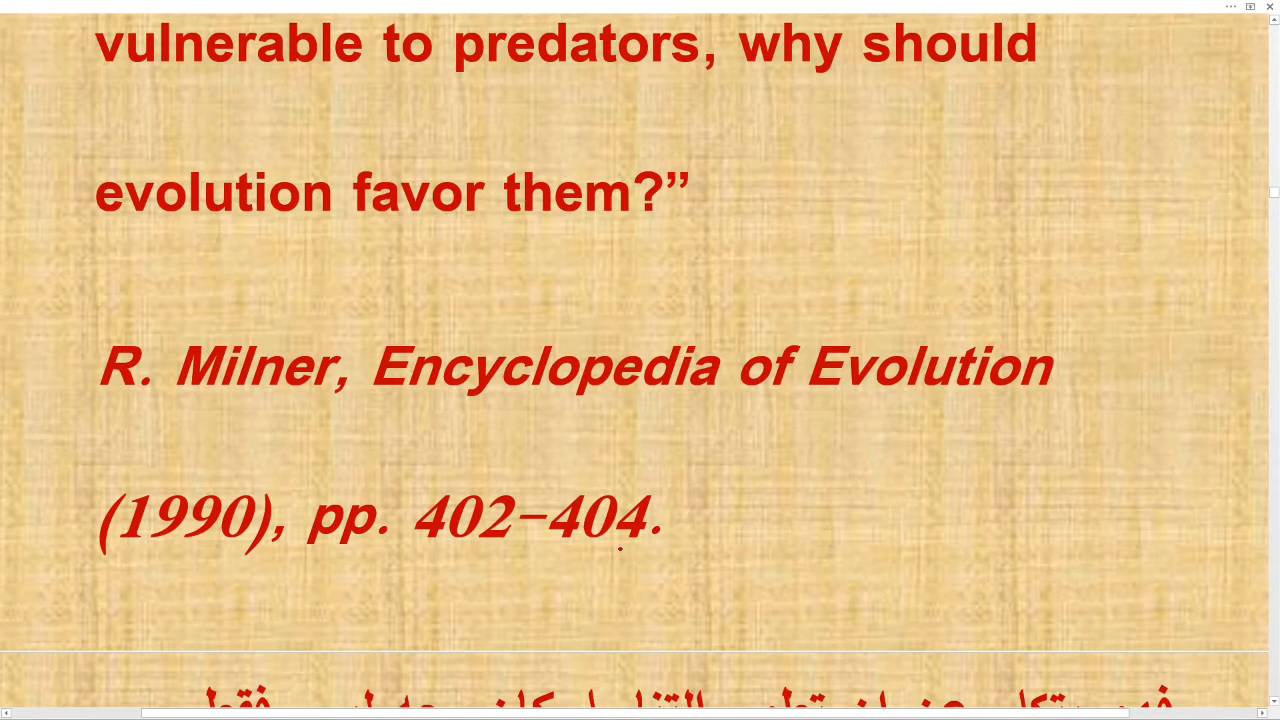 vulnerable to predators, why should
evolution favor them?”
R. Milner, Encyclopedia of Evolution
(1990), pp. 402-404.